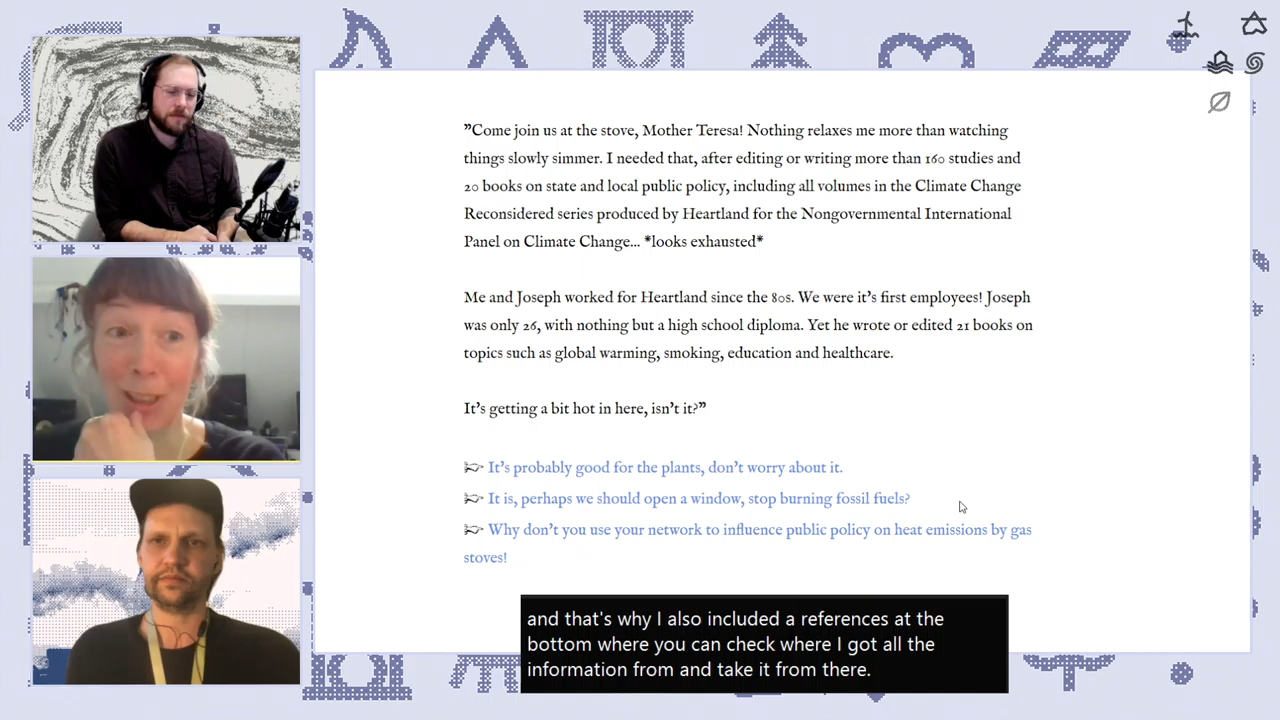 "Come join us at the stove, Mother Teresa! Nothing relaxes me more than watching
things slowly simmer. I needed that, after editing or writing more than 160 studies and
20 books on state and local public policy, including all volumes in the Climate Change
Reconsidered series produced by Heartland for the Nongovernmental International
Panel on Climate Change... *looks exhausted*
Me and Joseph worked for Heartland since the 80s. We were it's first employees! Joseph
was only 26, with nothing but a high school diploma. Yet he wrote or edited 21 books on
topics such as global warming, smoking, education and healthcare.
It's getting a bit hot in here, isn't it?"
It's probably good for the plants, don't worry about it.
It is, perhaps we should open a window, stop burning fossil fuels?
Why don't you use your network to influence public policy on heat emissions by gas
stoves!
and that's why I also included a references at the
bottom where you can check where I got all the
information from and take it from there.